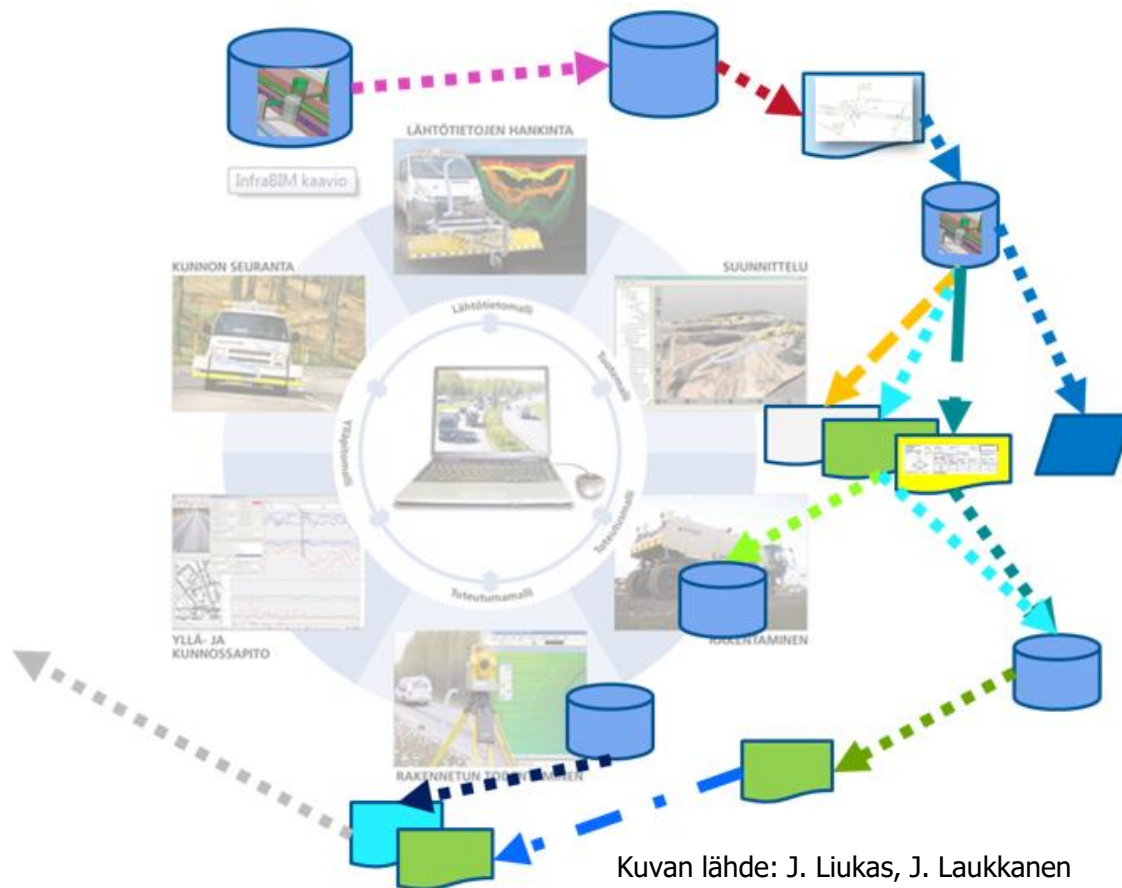 LÄHTÖTIETOJEN HANKINTA
InfraBIM kaavio
KUNNON SEURANTA
SUUNNITTELU
Lähtötietomalli
Tuotemalli
Ylläpitomalli
Toteutusmalli
Toteutumamalli
YLLÄ- JA
KUNNOSSAPITO
RAKENTAMINEN
RAKENNETUN TODENTAMINEN
Kuvan lähde: J. Liukas, J. Laukkanen